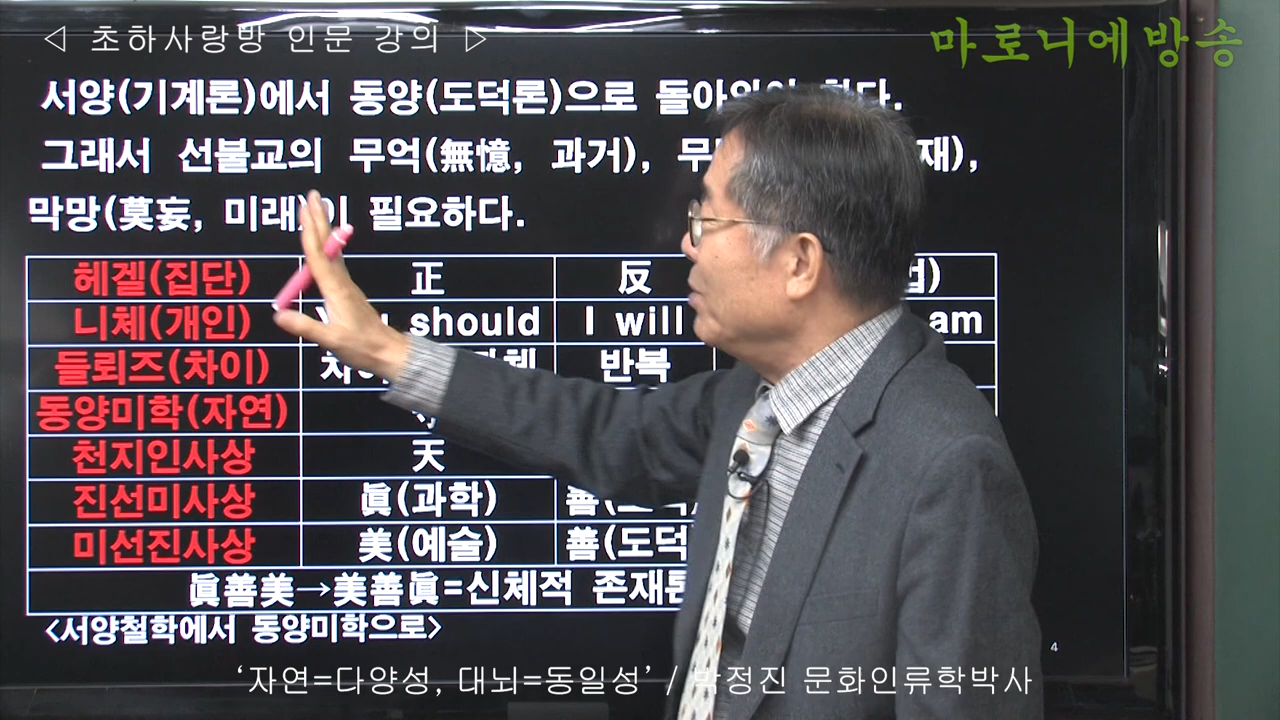 ◁ 초하사랑방 인문 강의 ▷
마로니에방송
서양(기계론)에서 동양(도덕론)으로
그래서 선불교의 무억(無憶, 과거), 재),
막망(莫妄, 미래)이 필요하다.
헤겔(집단) 正 反
니체(개인) should I will am
들뢰즈(차이) 반복
동양미학(자연)
천지인사상 天
진선미사상 眞(과학)
미선진사상 美(예술) 善(도덕
眞善美→美善眞=신체적 존재론
<서양철학에서 동양미학으로>
4
‘자연=다양성, 대뇌=동일성’ / 박정진 문화인류학박사